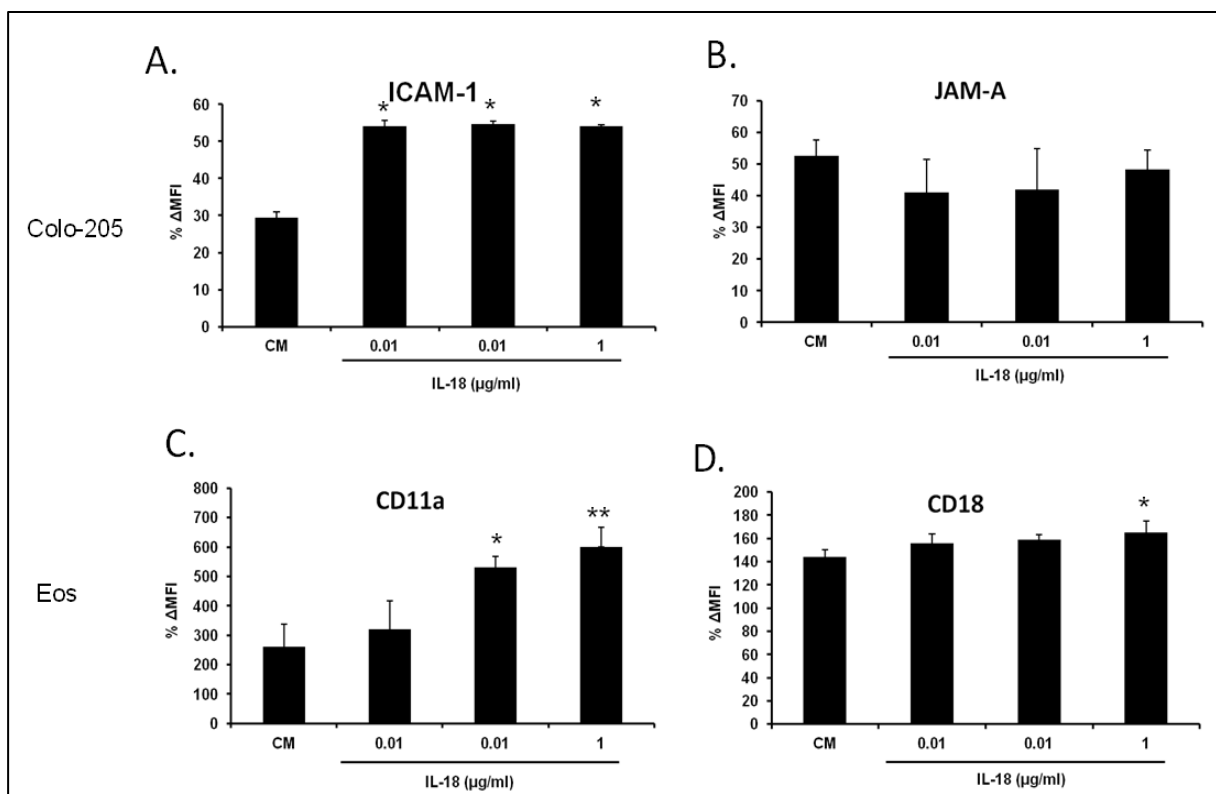 A.
ICAM-1
* * *
60
50
40
30
20
10
0
% ΔMFI
CM 0.01 0.01 1
IL-18 (µg/ml)
B.
JAM-A
70
60
50
40
30
20
10
0
% ΔMFI
CM 0.01 0.01 1
IL-18 (µg/ml)
Colo-205
C.
CD11a
* **
800
700
600
500
400
300
200
100
0
% ΔMFI
CM 0.01 0.01 1
IL-18 (µg/ml)
D.
CD18
*
200
180
160
140
120
100
80
60
40
20
0
% ΔMFI
CM 0.01 0.01 1
IL-18 (µg/ml)
Eos